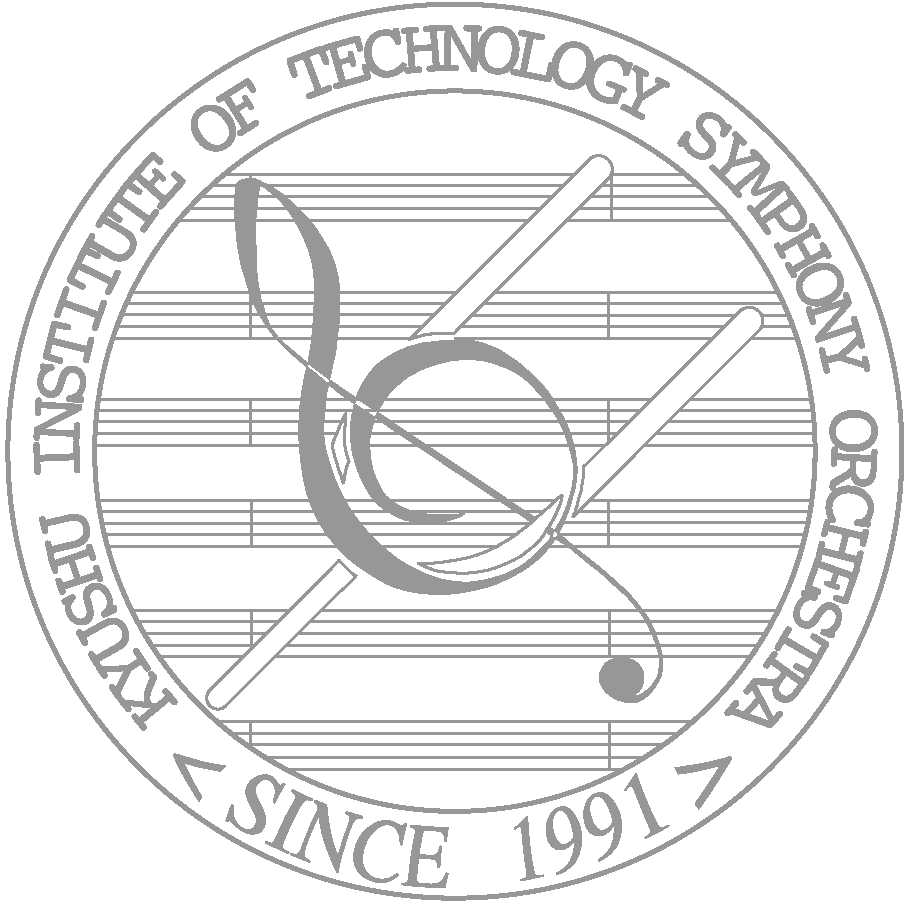 KYUSHU INSTITUTE OF TECHNOLOGY SYMPHONY ORCHESTRA
< SINCE 1991 >